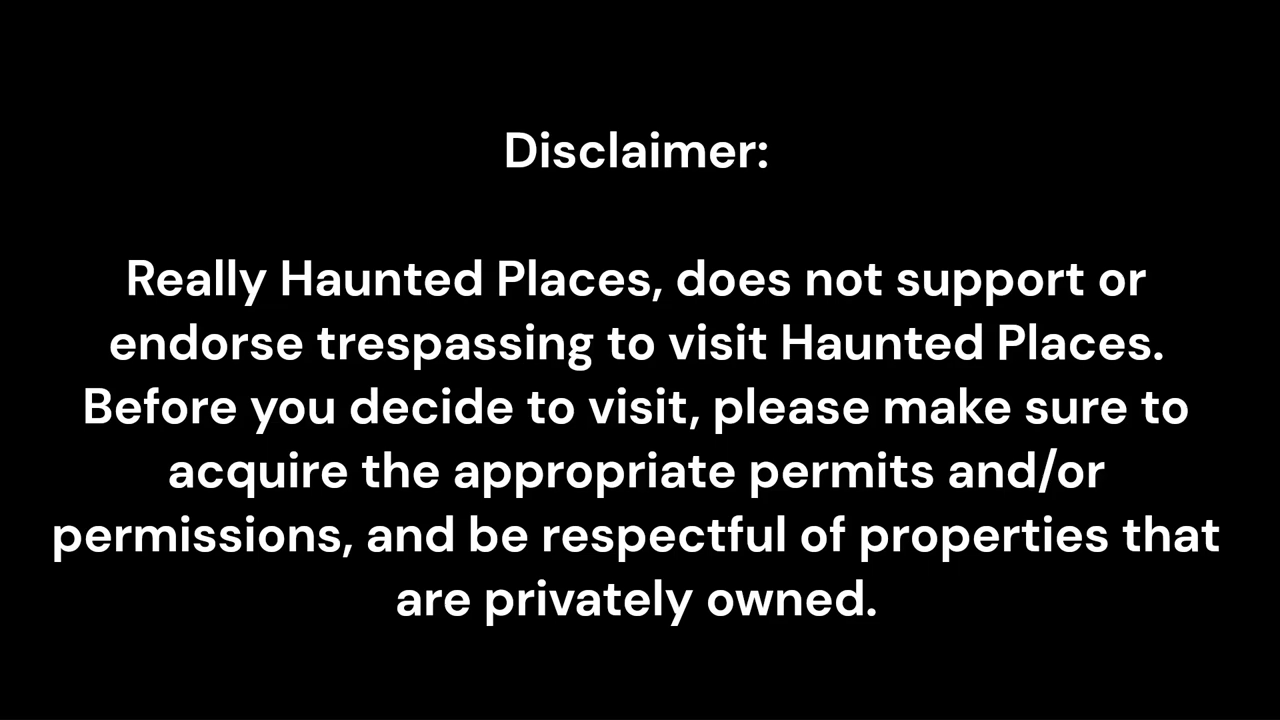 Disclaimer:
Really Haunted Places, does not support or
endorse trespassing to visit Haunted Places.
Before you decide to visit, please make sure to
acquire the appropriate permits and/or
permissions, and be respectful of properties that
are privately owned.